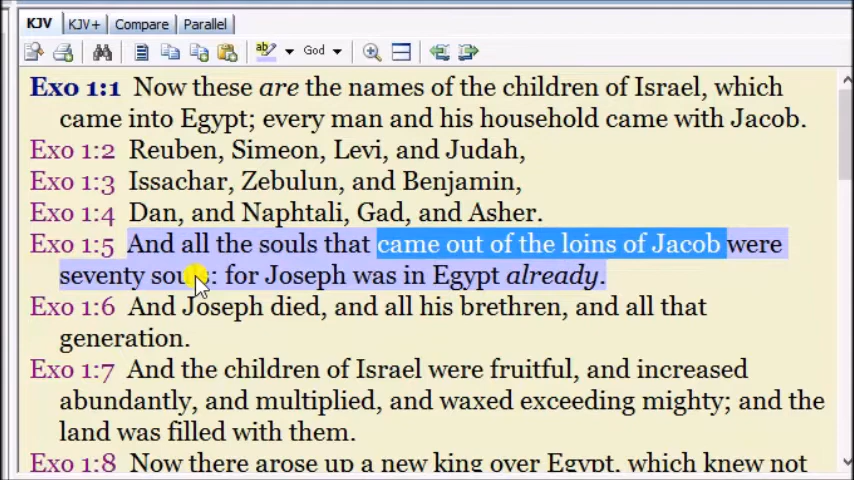 KJV KJV+ Compare Parallel
ab God
Exo 1:1 Now these are the names of the children of Israel, which
came into Egypt; every man and his household came with Jacob.
Exo 1:2 Reuben, Simeon, Levi, and Judah,
Exo 1:3 Issachar, Zebulun, and Benjamin,
Exo 1:4 Dan, and Naphtali, Gad, and Asher.
Exo 1:5 And all the souls that came out of the loins of Jacob were
seventy souls: for Joseph was in Egypt already.
Exo 1:6 And Joseph died, and all his brethren, and all that
generation.
Exo 1:7 And the children of Israel were fruitful, and increased
abundantly, and multiplied, and waxed exceeding mighty; and the
land was filled with them.
Exo 1:8 Now there arose up a new king over Egypt, which knew not